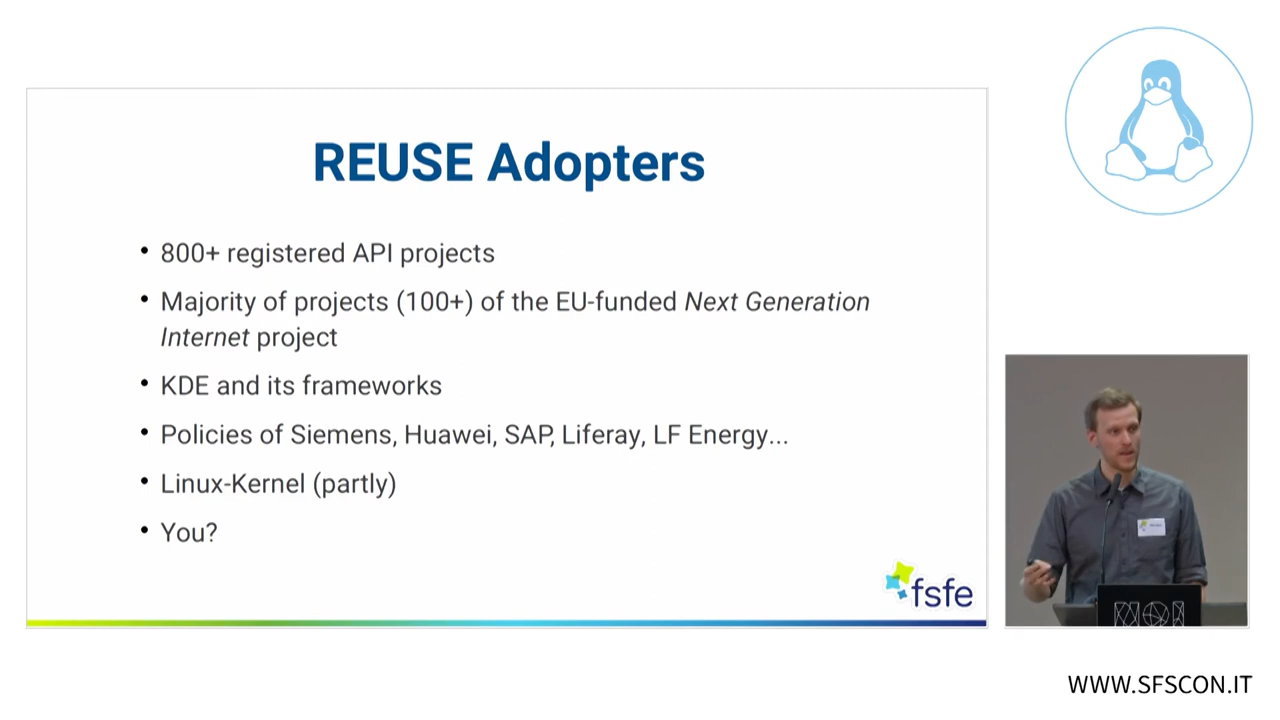 REUSE Adopters
• 800+ registered API projects
• Majority of projects (100+) of the EU-funded Next Generation
Internet project
• KDE and its frameworks
• Policies of Siemens, Huawei, SAP, Liferay, LF Energy...
• Linux-Kernel (partly)
• You?
fsfe
NOI
WWW.SFSCON.IT